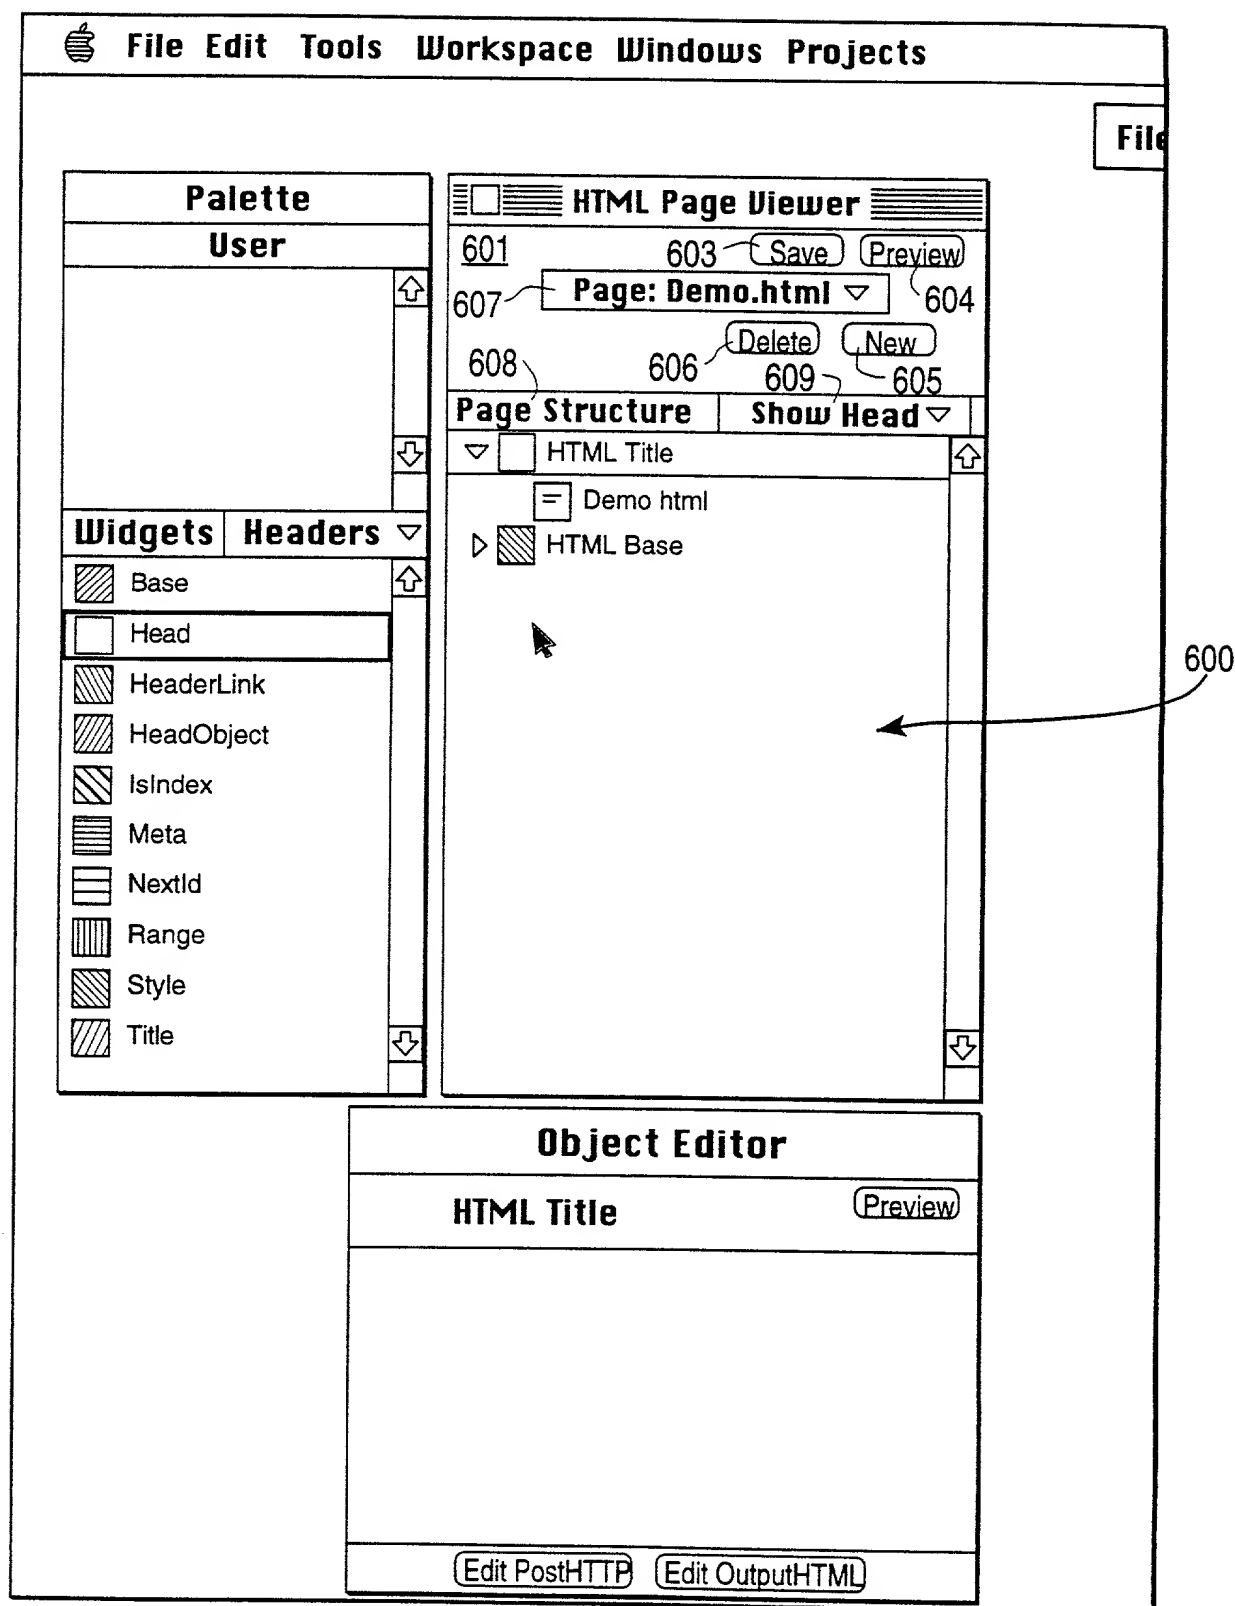 File Edit Tools Workspace Windows Projects
File
Palette
User
Widgets Headers
Base
Head
HeaderLink
HeadObject
IsIndex
Meta
NextId
Range
Style
Title
HTML Page Viewer
601 603 Save Preview
607 Page: Demo.html 604
Delete New
608 606 609 605
Page Structure Show Head
HTML Title
Demo html
HTML Base
600
Object Editor
HTML Title Preview
Edit PostHTTP Edit OutputHTML